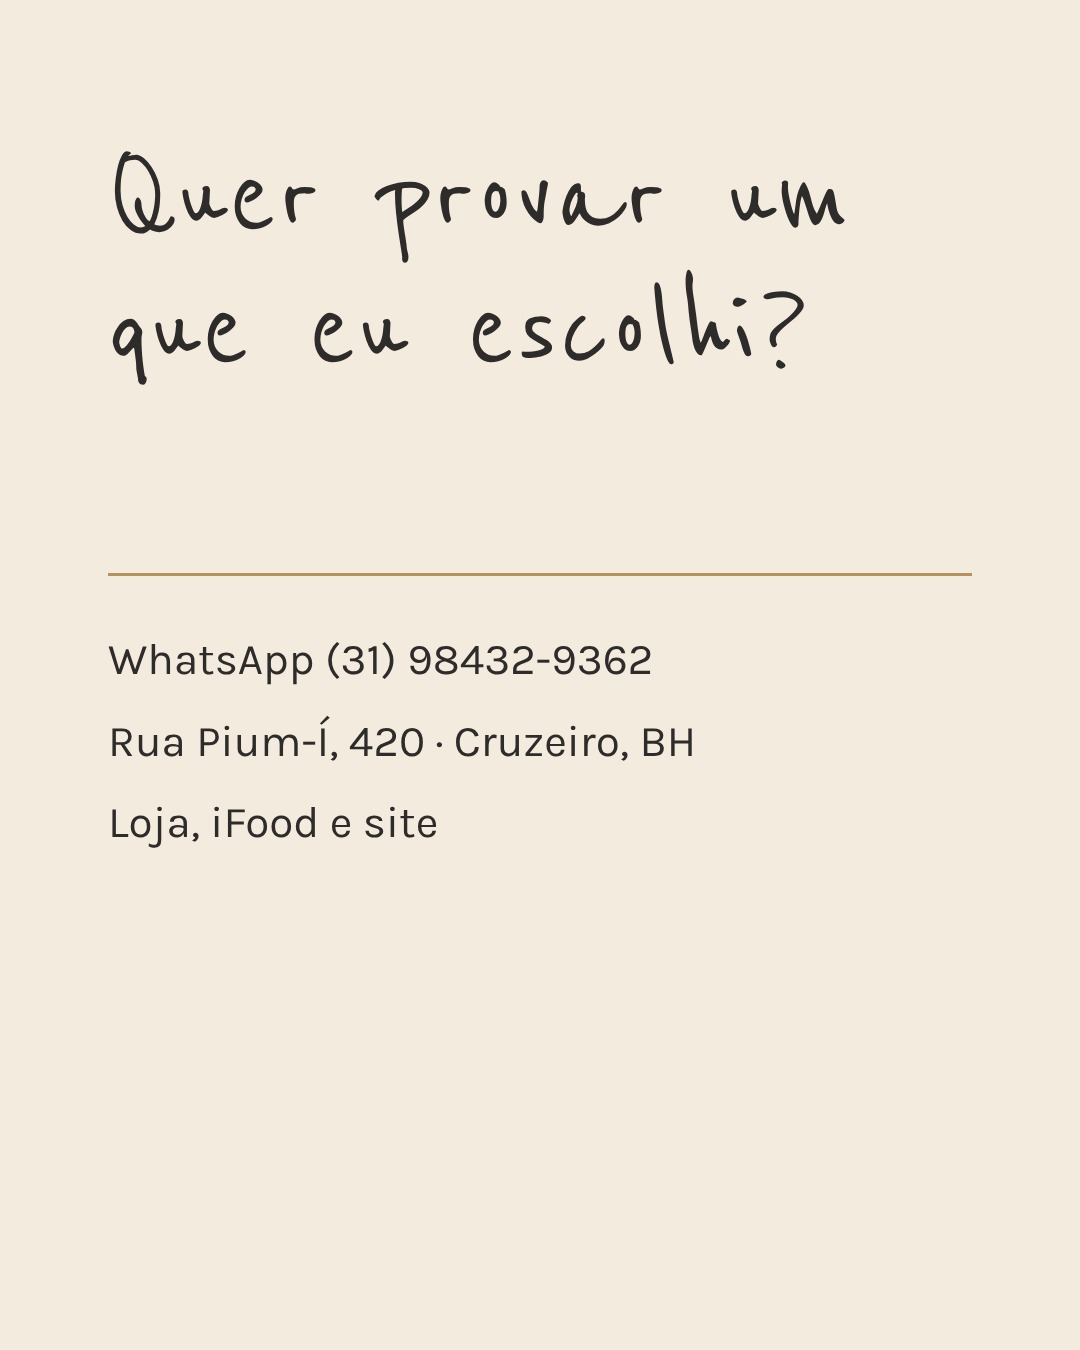 Quer provar um
que eu escolhi?
WhatsApp (31) 98432-9362
Rua Pium-Í, 420 · Cruzeiro, BH
Loja, iFood e site